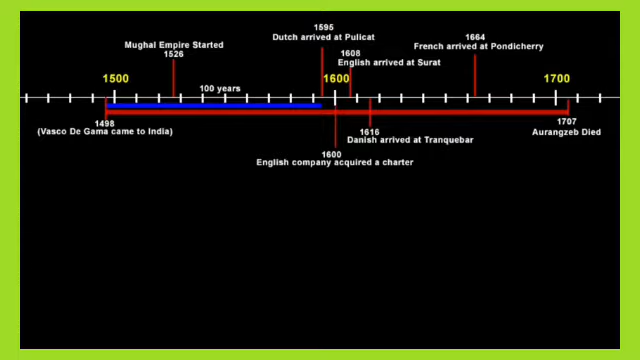 1595
Dutch arrived at Pulicat
1664
French arrived at Pondicherry
Mughal Empire Started
1526
1608
English arrived at Surat
1500
1600
1700
100 years
1498
(Vasco De Gama came to India)
1616
Danish arrived at Tranquebar
1707
Aurangzeb Died
1600
English company acquired a charter